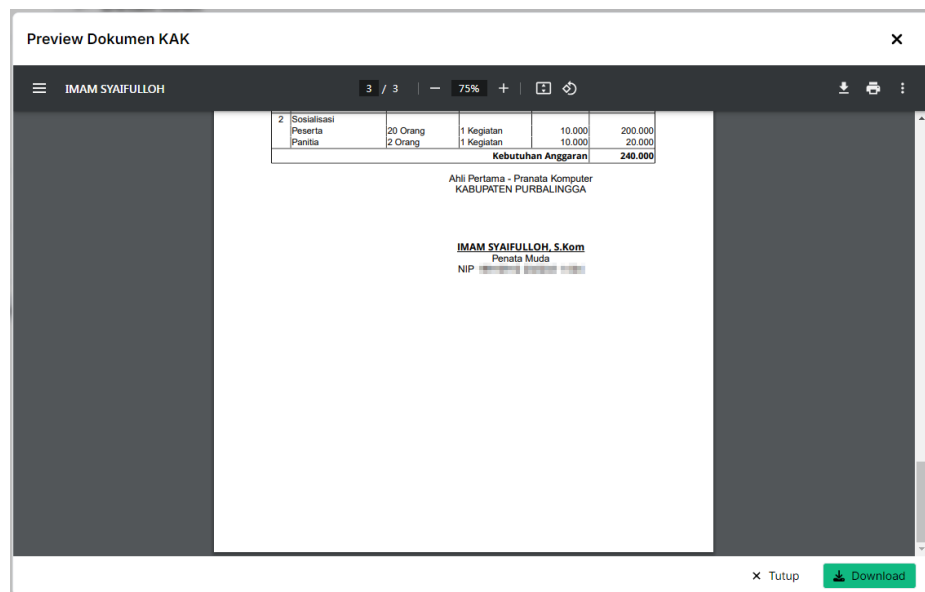 Preview Dokumen KAK
IMAM SYAIFULLOH 3 / 3 75%
2 Sosialisasi
Peserta 20 Orang 1 Kegiatan 10.000 200.000
Panitia 2 Orang 1 Kegiatan 10.000 20.000
Kebutuhan Anggaran 240.000
Ahli Pertama - Pranata Komputer
KABUPATEN PURBALINGGA
IMAM SYAIFULLOH, S.Kom
Penata Muda
NIP
Tutup Download